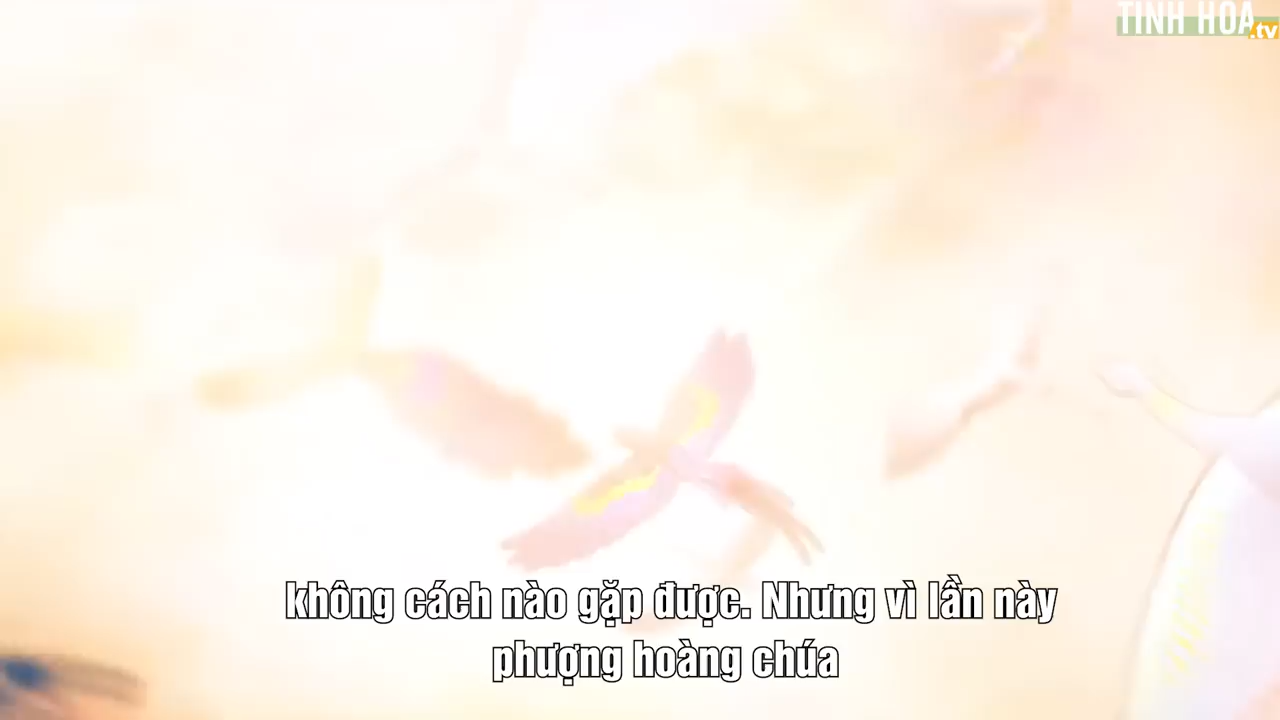 TINH HOA
.tv
không cách nào gặp được. Nhưng vì lần này
phượng hoàng chúa